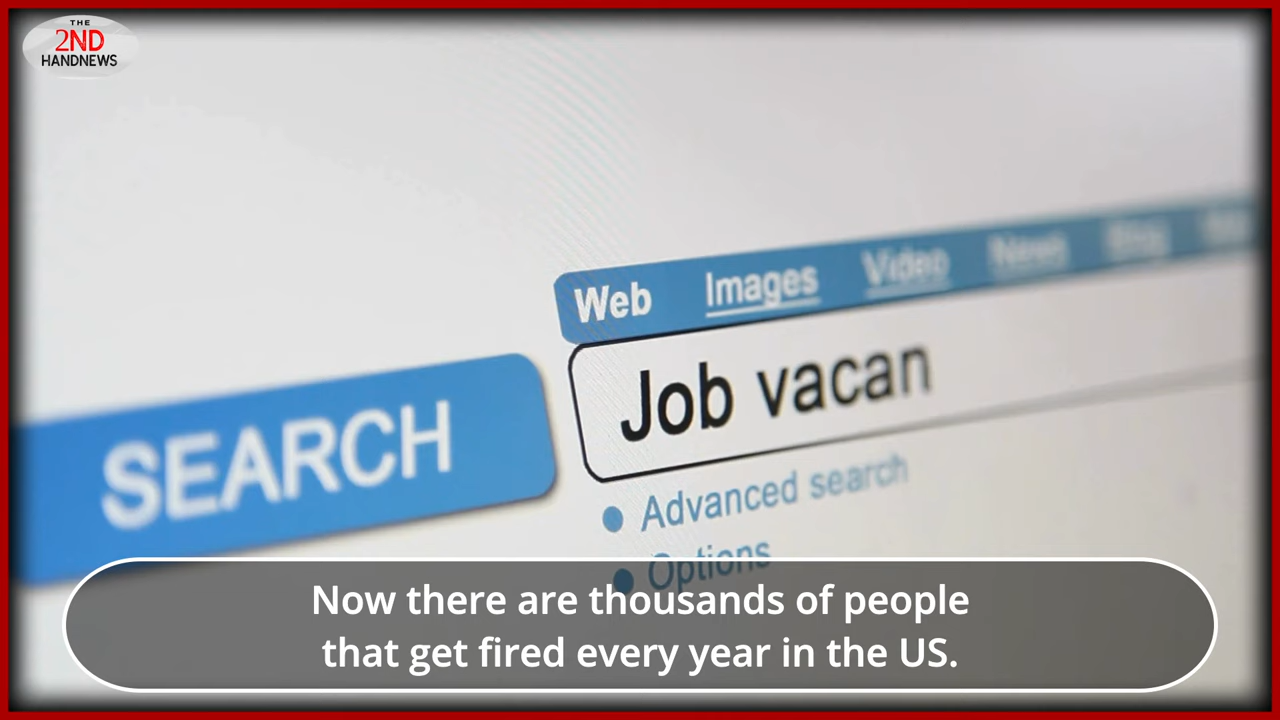 THE
2ND
HANDNEWS
Web Images Video News Blog
SEARCH
Job vacan
Advanced search
Options
Now there are thousands of people
that get fired every year in the US.